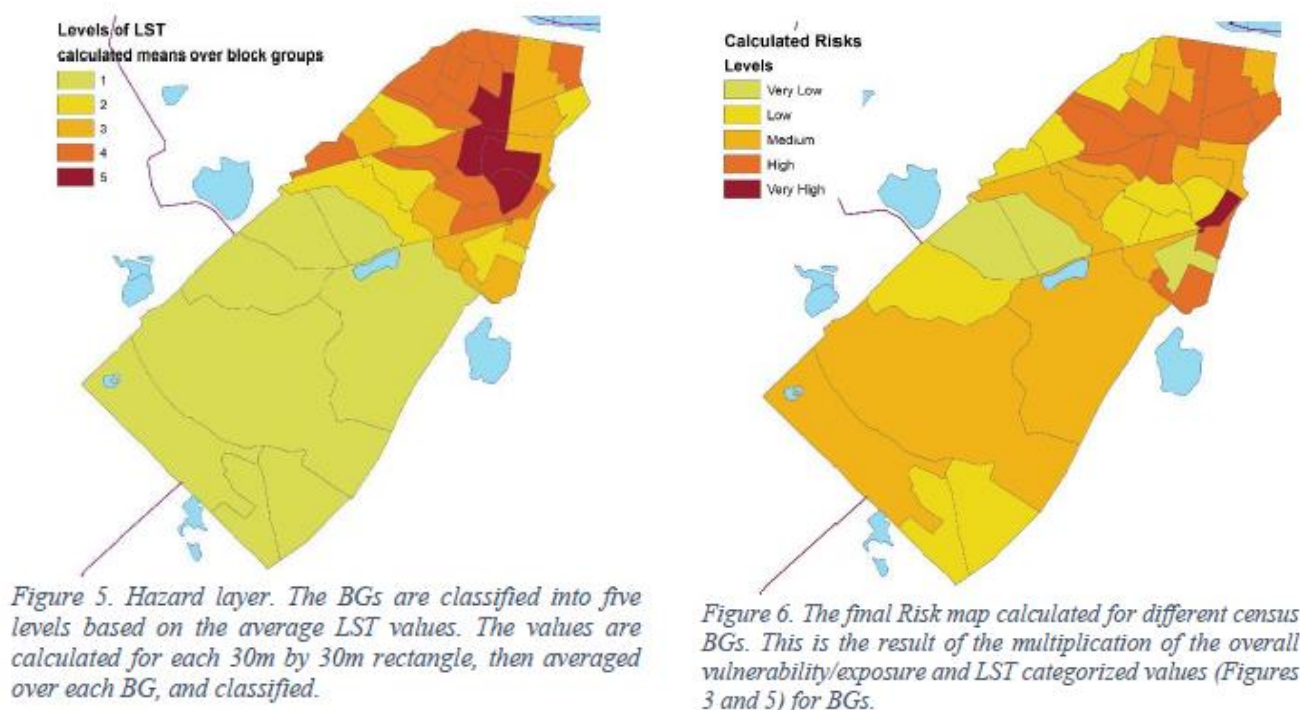 Levels of LST
calculated means over block groups
1
2
3
4
5
Figure 5. Hazard layer. The BGs are classified into five
levels based on the average LST values. The values are
calculated for each 30m by 30m rectangle, then averaged
over each BG, and classified.
Calculated Risks
Levels
Very Low
Low
Medium
High
Very High
Figure 6. The final Risk map calculated for different census
BGs. This is the result of the multiplication of the overall
vulnerability/exposure and LST categorized values (Figures
3 and 5) for BGs.